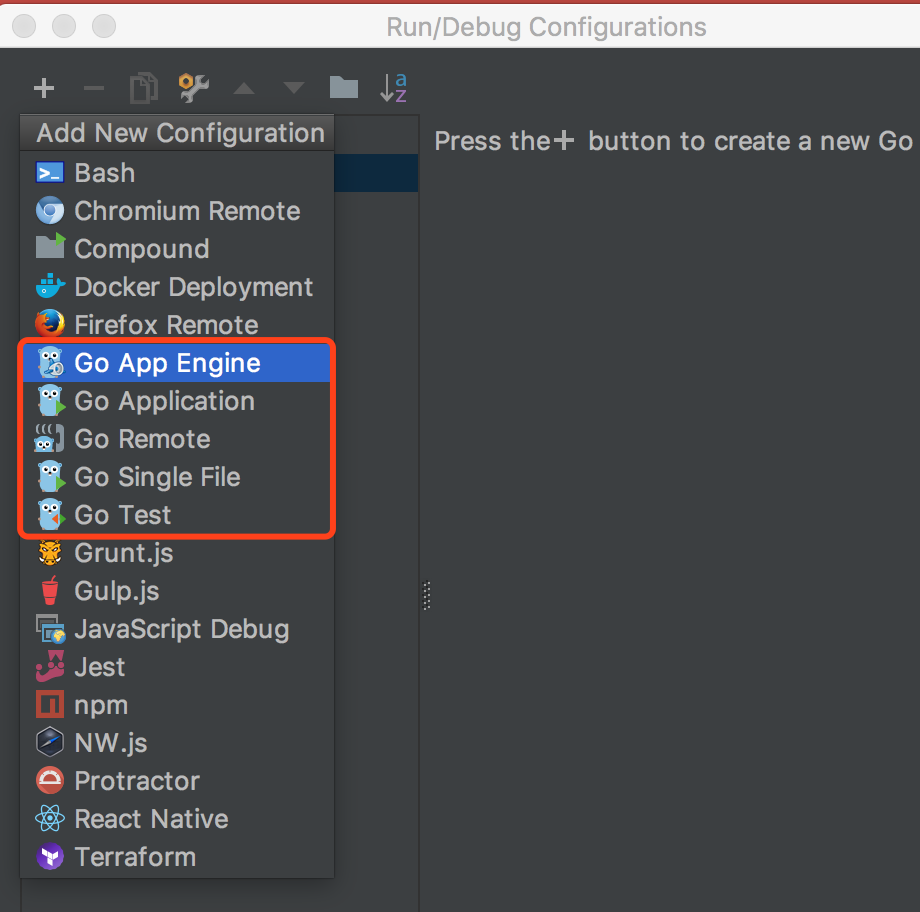 Run/Debug Configurations
Add New Configuration
Press the + button to create a new Go
Bash
Chromium Remote
Compound
Docker Deployment
Firefox Remote
Go App Engine
Go Application
Go Remote
Go Single File
Go Test
Grunt.js
Gulp.js
JavaScript Debug
Jest
npm
NW.js
Protractor
React Native
Terraform